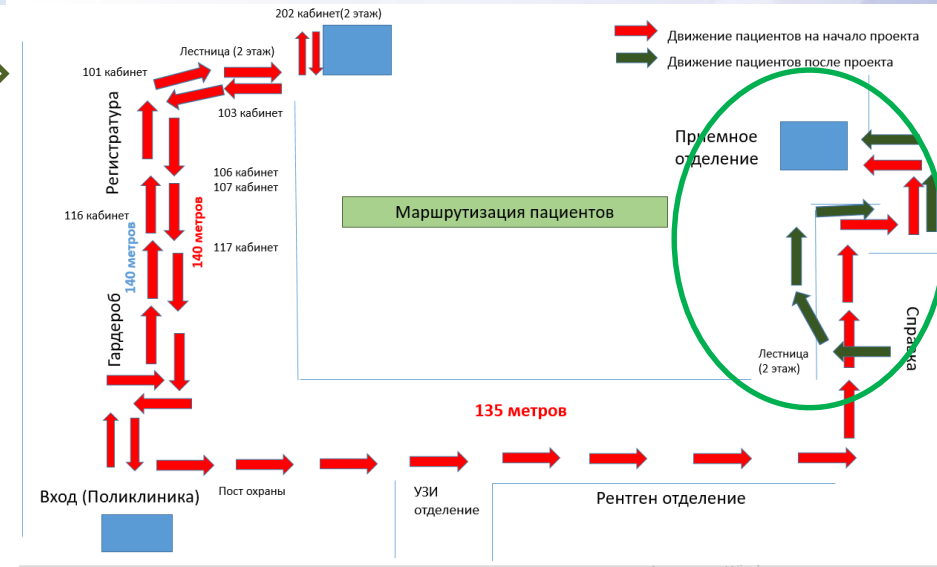 202 кабинет(2 этаж)
Движение пациентов на начало проекта
Лестница (2 этаж)
Движение пациентов после проекта
101 кабинет
103 кабинет
Регистратура
Приемное
отделение
106 кабинет
107 кабинет
116 кабинет
Маршрутизация пациентов
140 метров
140 метров
117 кабинет
Гардероб
Справка
Лестница
(2 этаж)
135 метров
Вход (Поликлиника)
Пост охраны
УЗИ
отделение
Рентген отделение